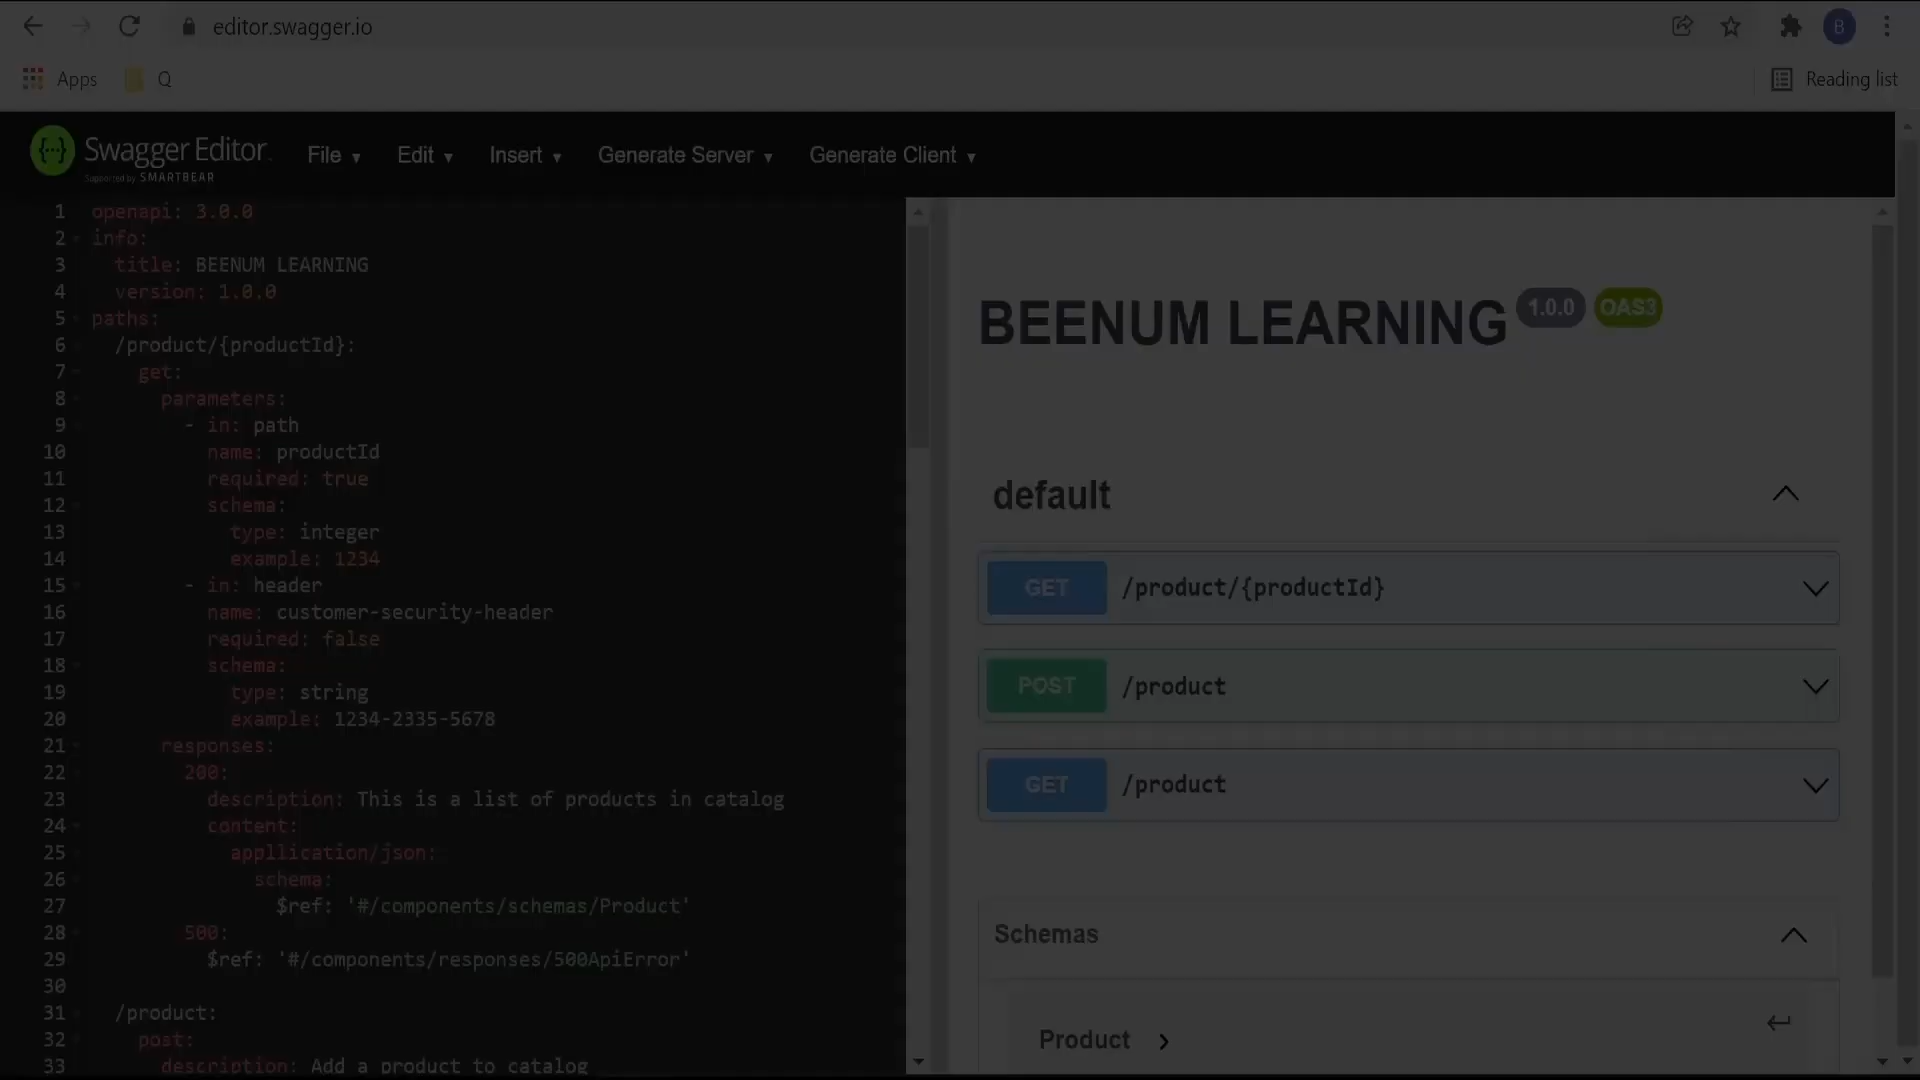 editor.swagger.io
B
Apps
Q
Reading list
Swagger Editor
Supported by SMARTBEAR
File
Edit
Insert
Generate Server
Generate Client
1 openapi: 3.0.0
2 info:
3 title: BEENUM LEARNING
4 version: 1.0.0
5 paths:
6 /product/{productId}:
7 get:
8 parameters:
9 - in: path
10 name: productId
11 required: true
12 schema:
13 type: integer
14 example: 1234
15 - in: header
16 name: customer-security-header
17 required: false
18 schema:
19 type: string
20 example: 1234-2335-5678
21 responses:
22 200:
23 description: This is a list of products in catalog
24 content:
25 appllication/json:
26 schema:
27 $ref: '#/components/schemas/Product'
28 500:
29 $ref: '#/components/responses/500ApiError'
30
31 /product:
32 post:
33 description: Add a product to catalog
BEENUM LEARNING 1.0.0 OAS3
default
GET /product/{productId}
POST /product
GET /product
Schemas
Product